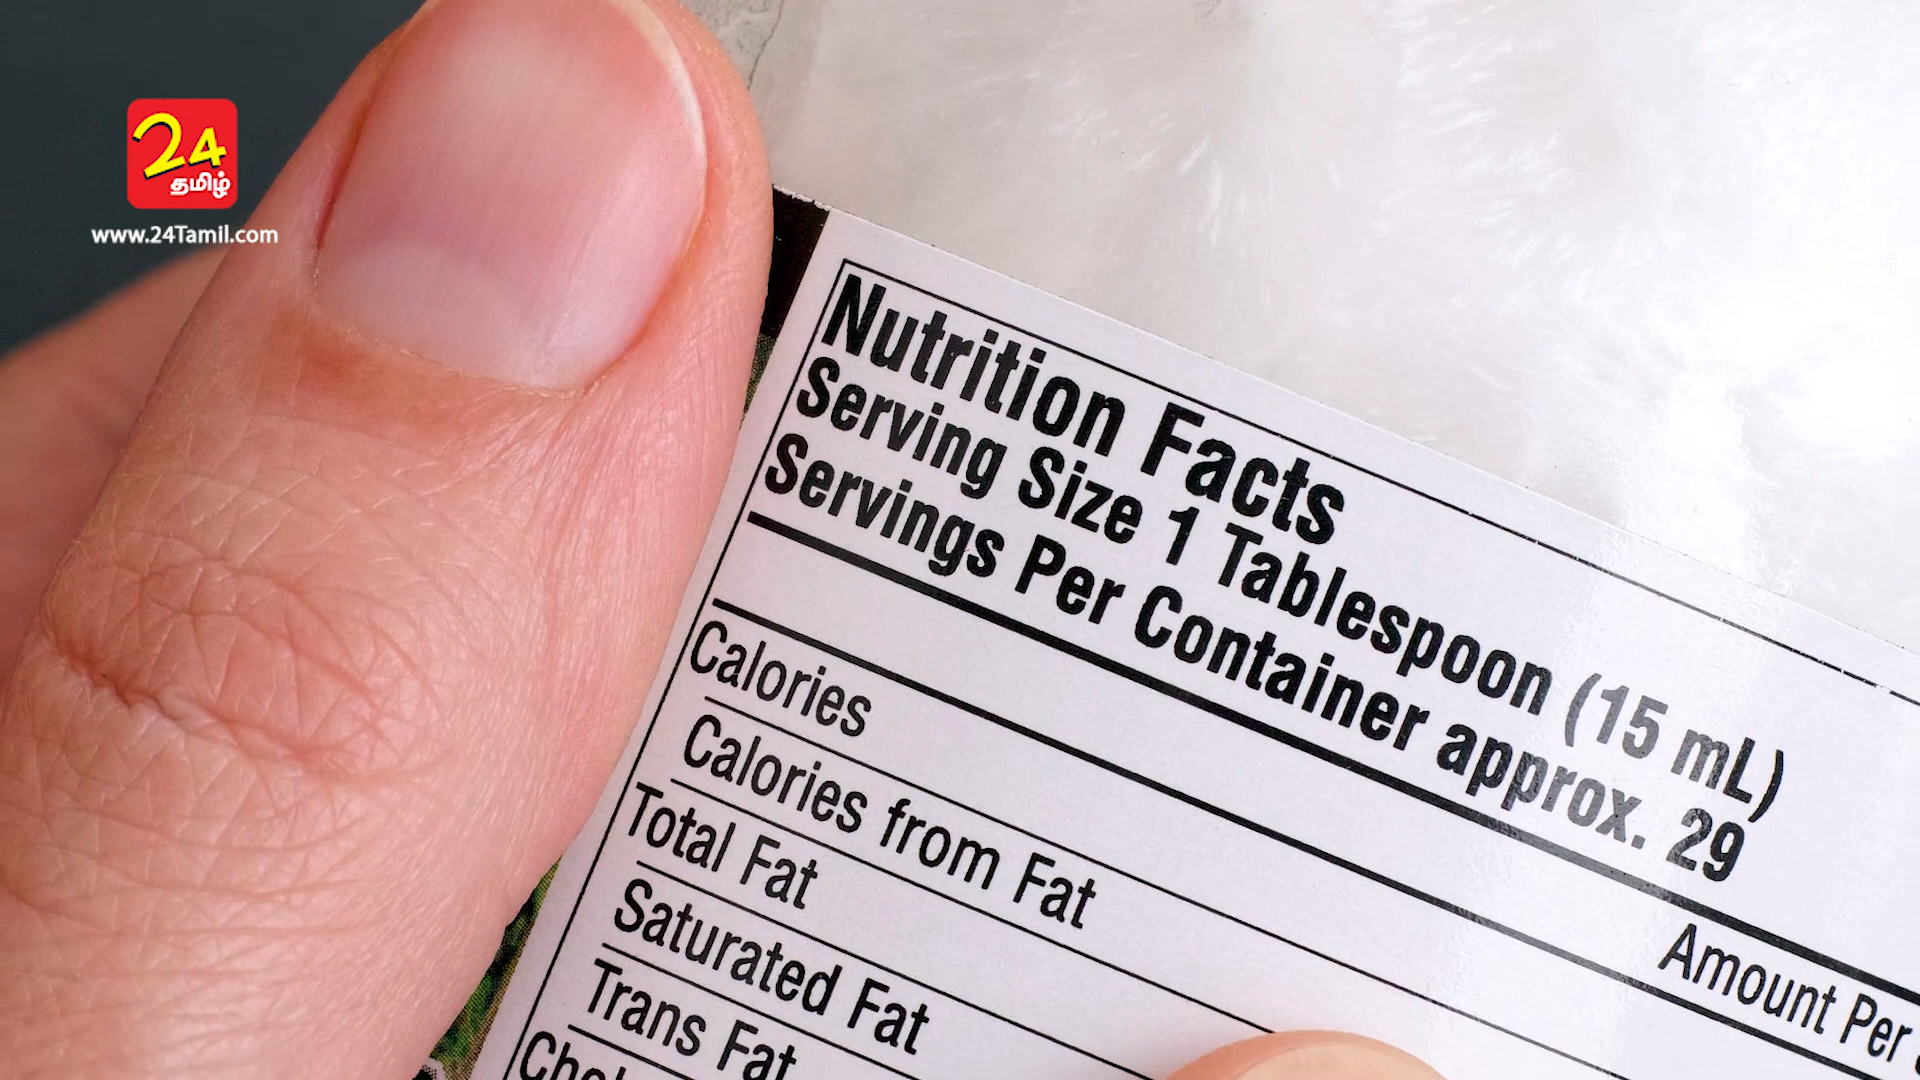 24
தமிழ்
www.24Tamil.com
Nutrition Facts
Serving Size 1 Tablespoon (15 mL)
Servings Per Container approx. 29
Amount Per
Calories
Calories from Fat
Total Fat
Saturated Fat
Trans Fat